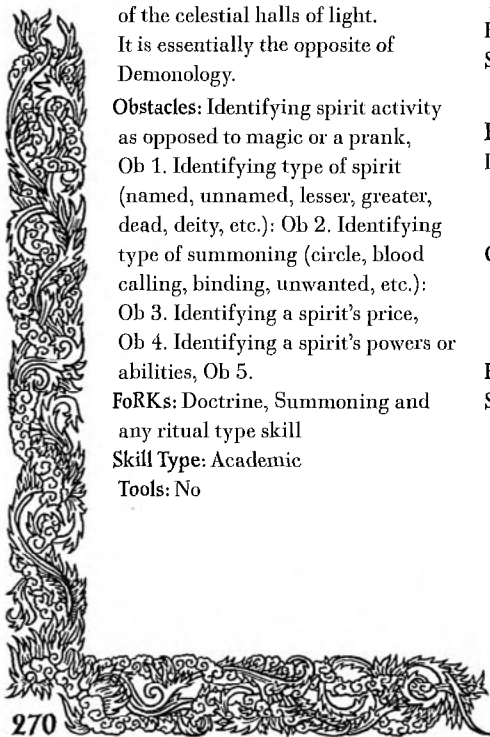 of the celestial halls of light.
It is essentially the opposite of
Demonology.
Obstacles: Identifying spirit activity
as opposed to magic or a prank,
Ob 1. Identifying type of spirit
(named, unnamed, lesser, greater,
dead, deity, etc.): Ob 2. Identifying
type of summoning (circle, blood
calling, binding, unwanted, etc.):
Ob 3. Identifying a spirit's price,
Ob 4. Identifying a spirit's powers or
abilities, Ob 5.
FoRKs: Doctrine, Summoning and
any ritual type skill
Skill Type: Academic
Tools: No
270